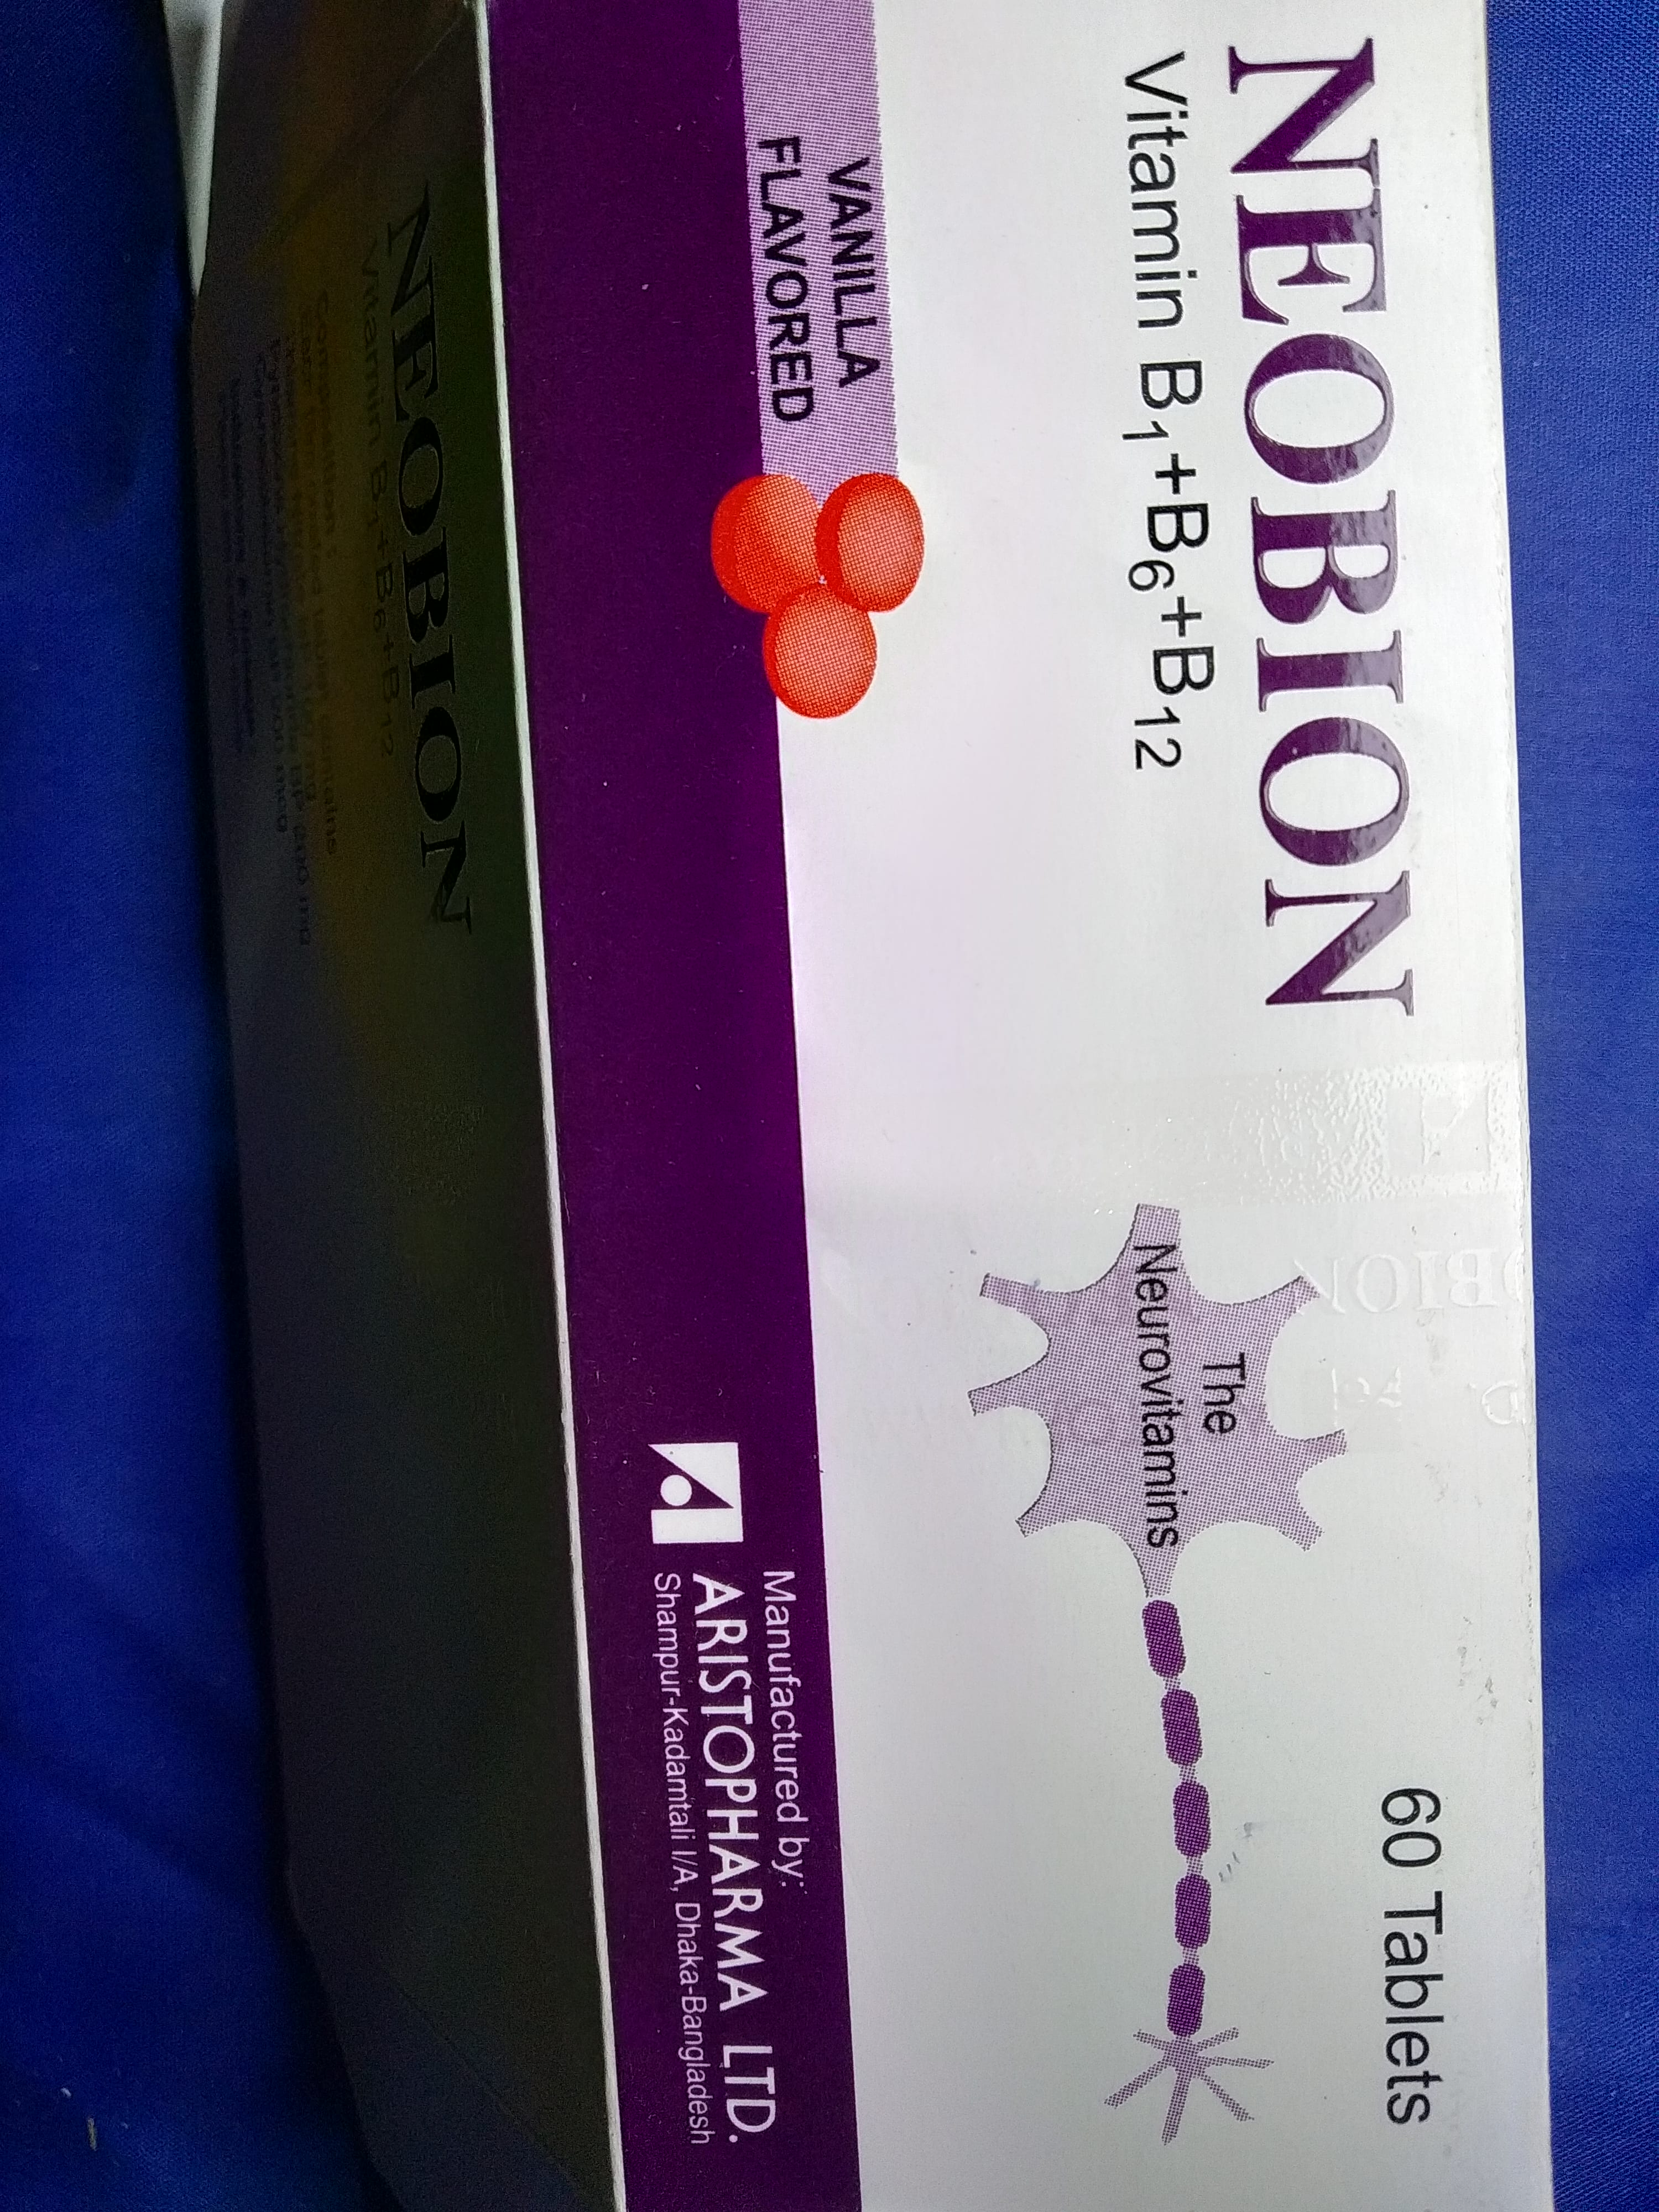 NEOBION
Vitamin B₁+B₆+B₁₂
60 Tablets
The
Neurovitamins
VANILLA
FLAVORED
Manufactured by:
ARISTOPHARMA LTD.
Shampur-Kadamtali I/A, Dhaka-Bangladesh
NEOBION
Vitamin B₁+B₆+B₁₂
Composition :